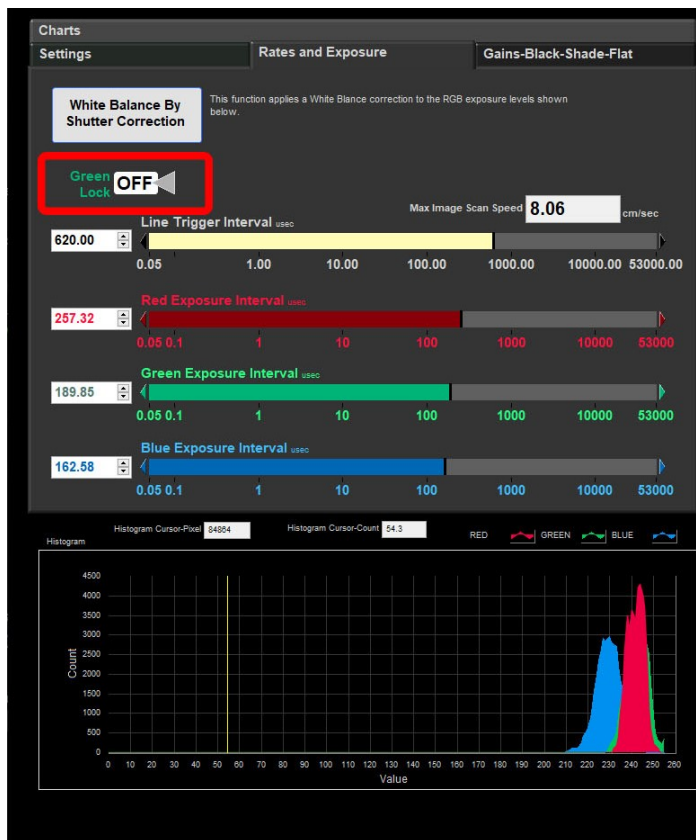 Charts
Settings
Rates and Exposure
Gains-Black-Shade-Flat
White Balance By
Shutter Correction
This function applies a White Blance correction to the RGB exposure levels shown
below.
Green
Lock
OFF
Max Image Scan Speed 8.06 cm/sec
Line Trigger Interval usec
620.00
0.05 1.00 10.00 100.00 1000.00 10000.00 53000.00
Red Exposure Interval usec
257.32
0.05 0.1 1 10 100 1000 10000 53000
Green Exposure Interval usec
189.85
0.05 0.1 1 10 100 1000 10000 53000
Blue Exposure Interval usec
162.58
0.05 0.1 1 10 100 1000 10000 53000
Histogram Cursor-Pixel 84864 Histogram Cursor-Count 54.3
Histogram
RED GREEN BLUE
4500
4000
3500
3000
2500
2000
1500
1000
500
0
Count
0 10 20 30 40 50 60 70 80 90 100 110 120 130 140 150 160 170 180 190 200 210 220 230 240 250 260
Value